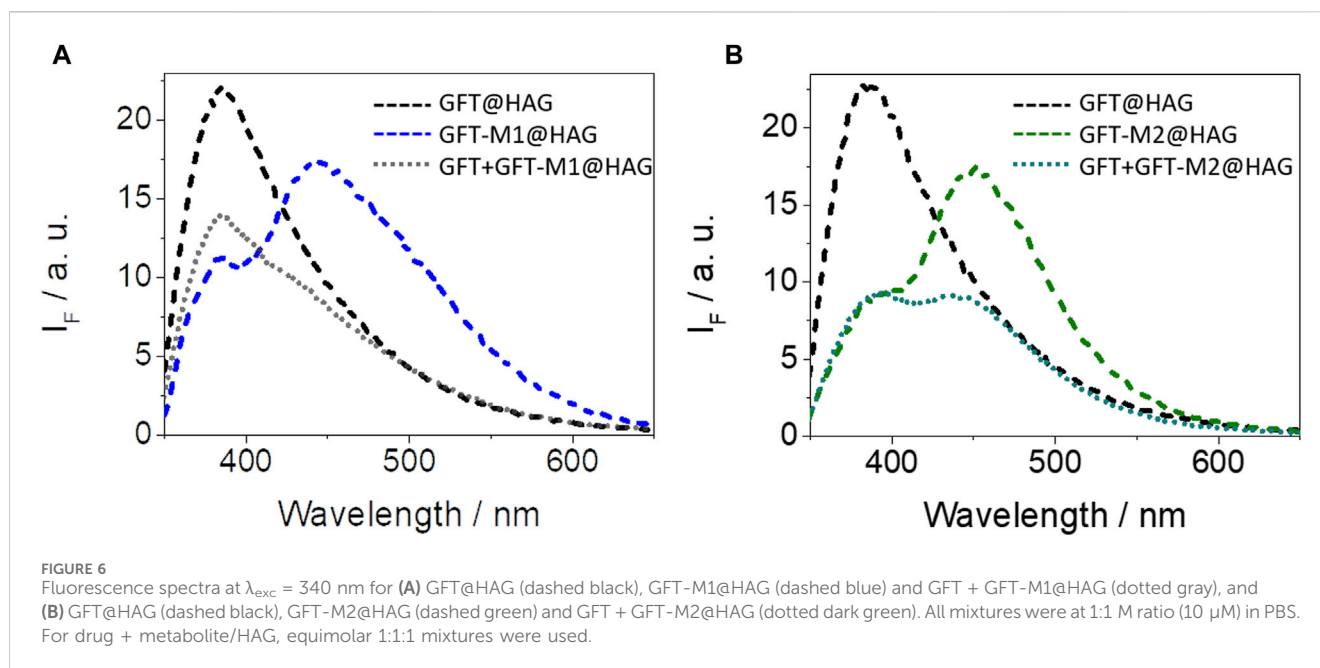 A
I_F / a. u.
20
15
10
5
0
GFT@HAG
GFT-M1@HAG
GFT+GFT-M1@HAG
400
500
600
Wavelength / nm
B
I_F / a. u.
20
15
10
5
0
GFT@HAG
GFT-M2@HAG
GFT+GFT-M2@HAG
400
500
600
Wavelength / nm
FIGURE 6
Fluorescence spectra at λexc = 340 nm for (A) GFT@HAG (dashed black), GFT-M1@HAG (dashed blue) and GFT + GFT-M1@HAG (dotted gray), and
(B) GFT@HAG (dashed black), GFT-M2@HAG (dashed green) and GFT + GFT-M2@HAG (dotted dark green). All mixtures were at 1:1 M ratio (10 μM) in PBS.
For drug + metabolite/HAG, equimolar 1:1:1 mixtures were used.